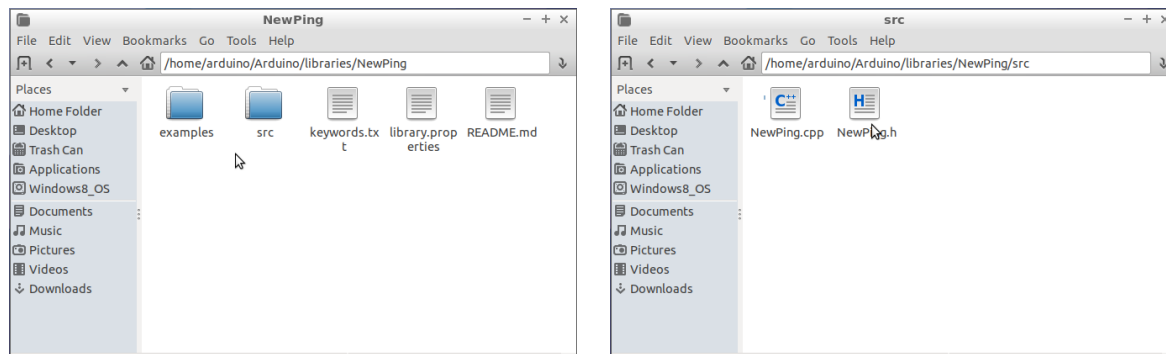 NewPing
File Edit View Bookmarks Go Tools Help
/home/arduino/Arduino/libraries/NewPing
Places
Home Folder
Desktop
Trash Can
Applications
Windows8_OS
Documents
Music
Pictures
Videos
Downloads
examples src keywords.tx library.prop README.md
t erties
src
File Edit View Bookmarks Go Tools Help
/home/arduino/Arduino/libraries/NewPing/src
Places
Home Folder
Desktop
Trash Can
Applications
Windows8_OS
Documents
Music
Pictures
Videos
Downloads
C++ H
NewPing.cpp NewPing.h